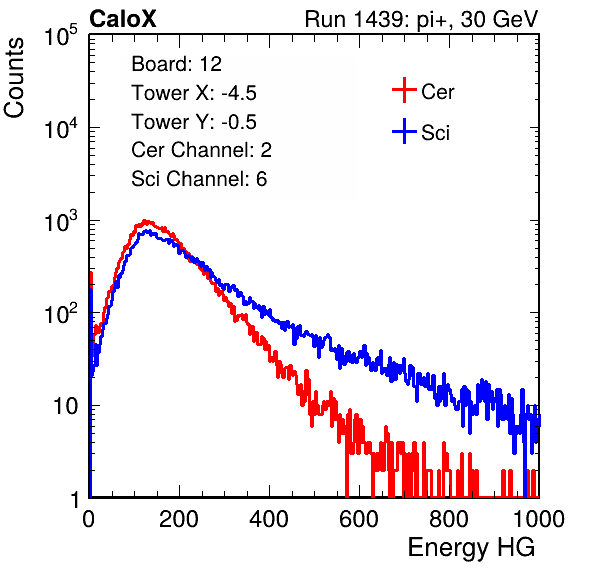 CaloX Run 1439: pi+, 30 GeV
Counts
10^5
10^4
10^3
10^2
10
1
Board: 12
Tower X: -4.5
Tower Y: -0.5
Cer Channel: 2
Sci Channel: 6
Cer
Sci
0 200 400 600 800 1000
Energy HG